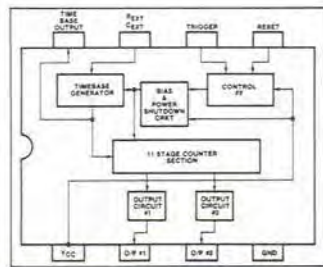 TIME
BASE
OUTPUT
REXT
CEXT
TRIGGER
RESET
TIMEBASE
GENERATOR
BIAS
&
POWER
SHUTDOWN
CRKT
CONTROL
FF
11 STAGE COUNTER
SECTION
OUTPUT
CIRCUIT
#1
OUTPUT
CIRCUIT
#2
VCC
O/P #1
O/P #2
GND